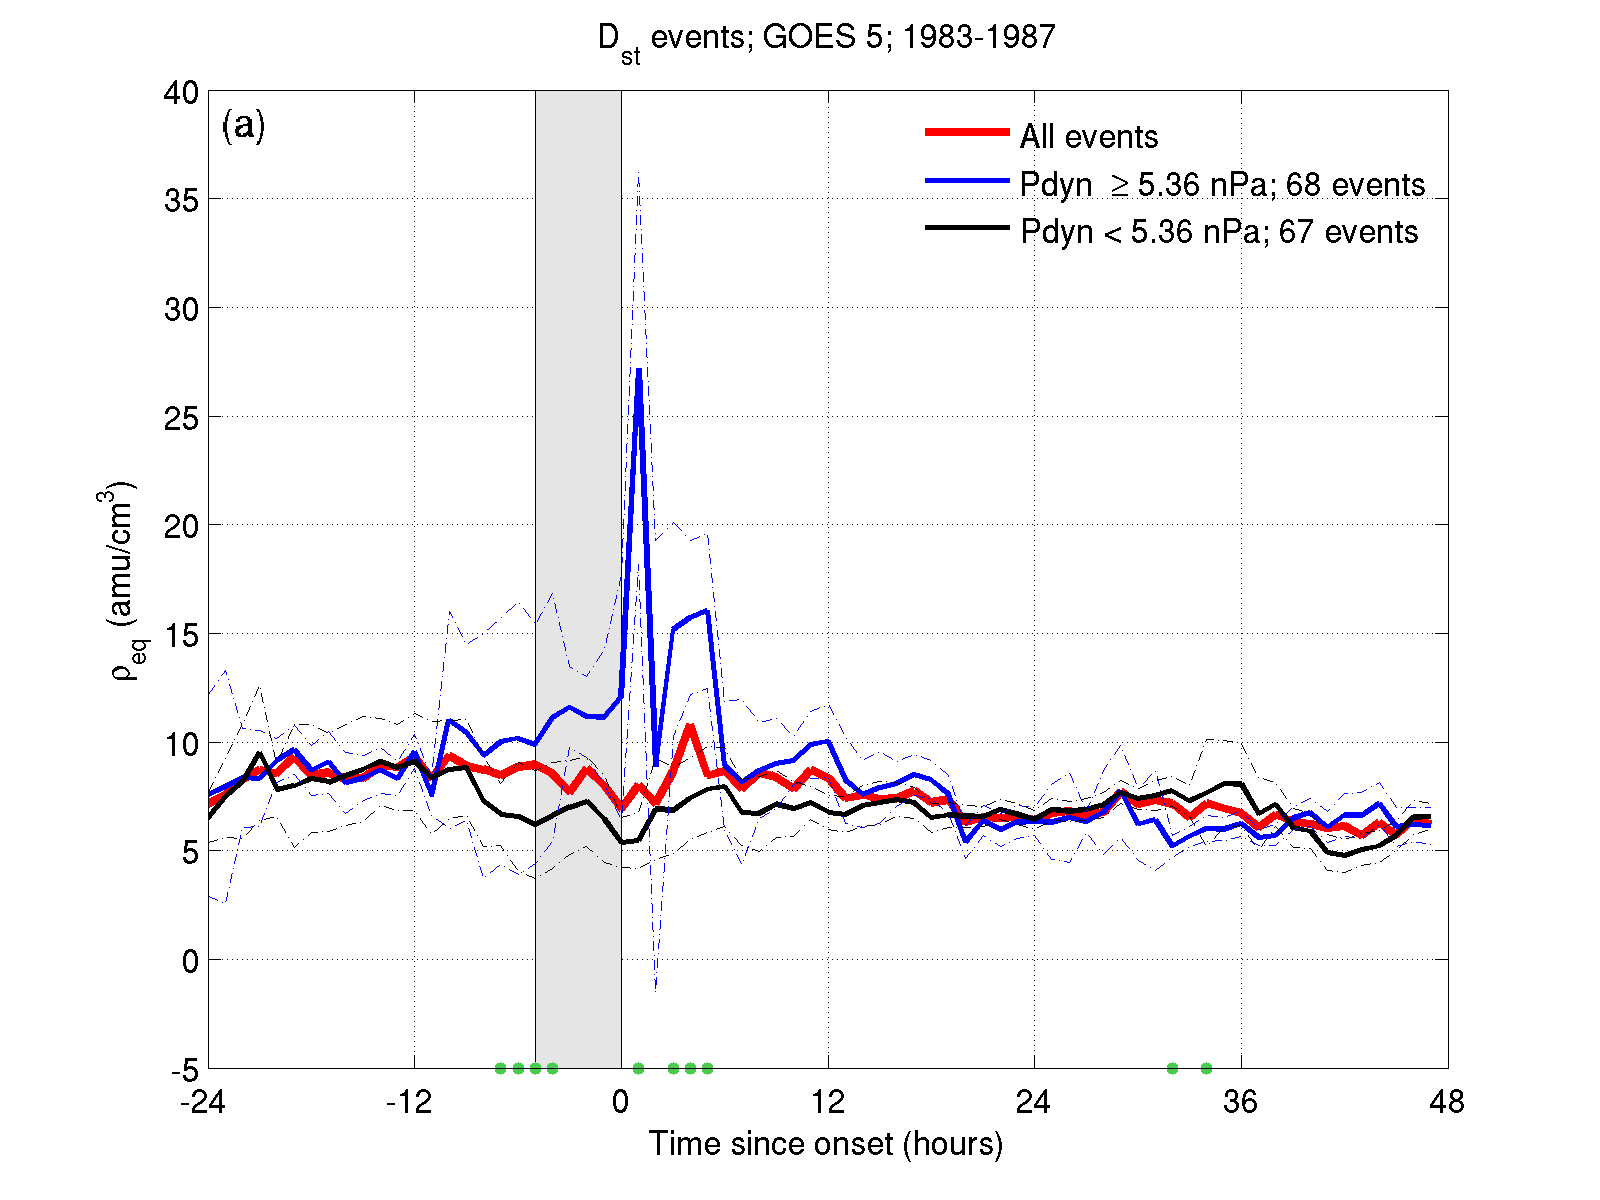 D_st events; GOES 5; 1983-1987
(a)
All events
Pdyn ≥ 5.36 nPa; 68 events
Pdyn < 5.36 nPa; 67 events
40
35
30
25
20
15
10
5
0
-5
ρ_eq (amu/cm³)
-24 -12 0 12 24 36 48
Time since onset (hours)